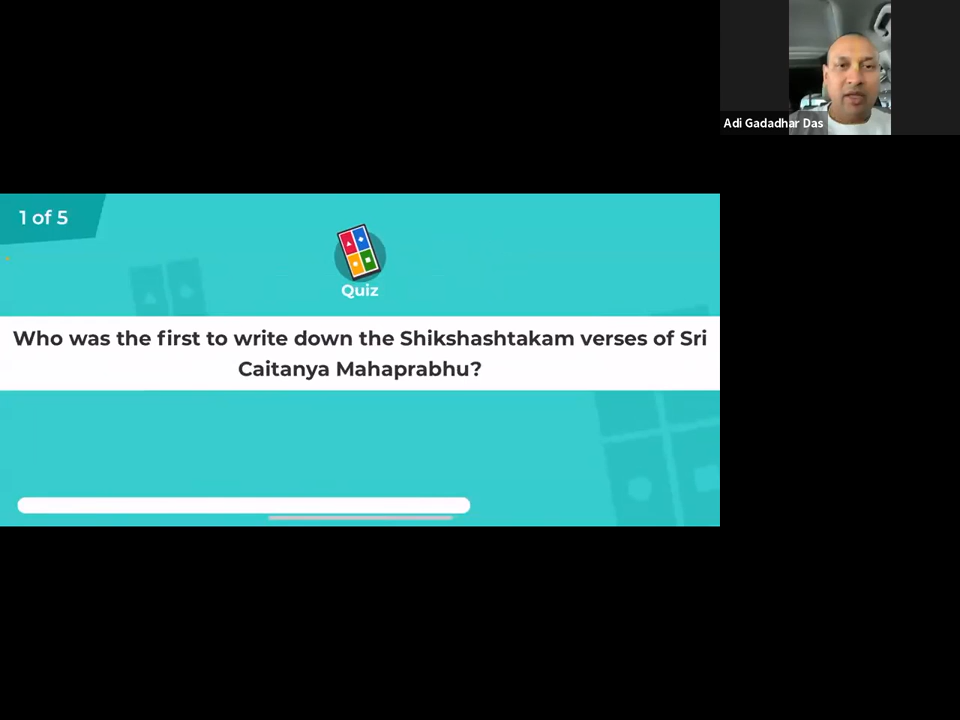 Adi Gadadhar Das
1 of 5
Quiz
Who was the first to write down the Shikshashtakam verses of Sri
Caitanya Mahaprabhu?